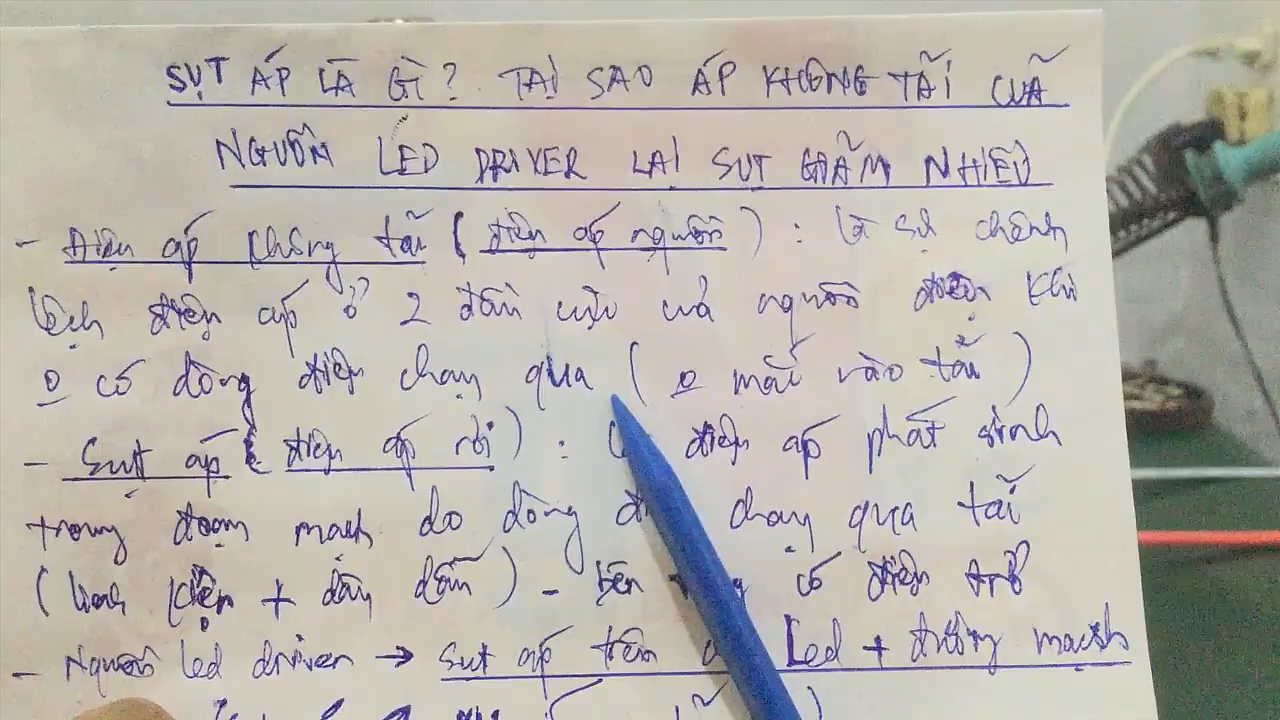 SỤT ÁP LÀ GÌ? TẠI SAO ÁP KHÔNG TẢI CỦA
NGUỒN LED DRIVER LẠI SỤT GIẢM NHIỀU
- Điện áp không tải (điện áp nguồn): là sự chênh
lệch điện áp ở 2 đầu cực của nguồn điện khi
o có dòng điện chạy qua (o mắc vào tải)
- Sụt áp (điện áp rơi): điện áp phát sinh
trong đoạn mạch do dòng chạy qua tải
(linh kiện + dây dẫn) - bên có điện trở
- Nguồn led driver → sụt áp trên Led + đường mạch